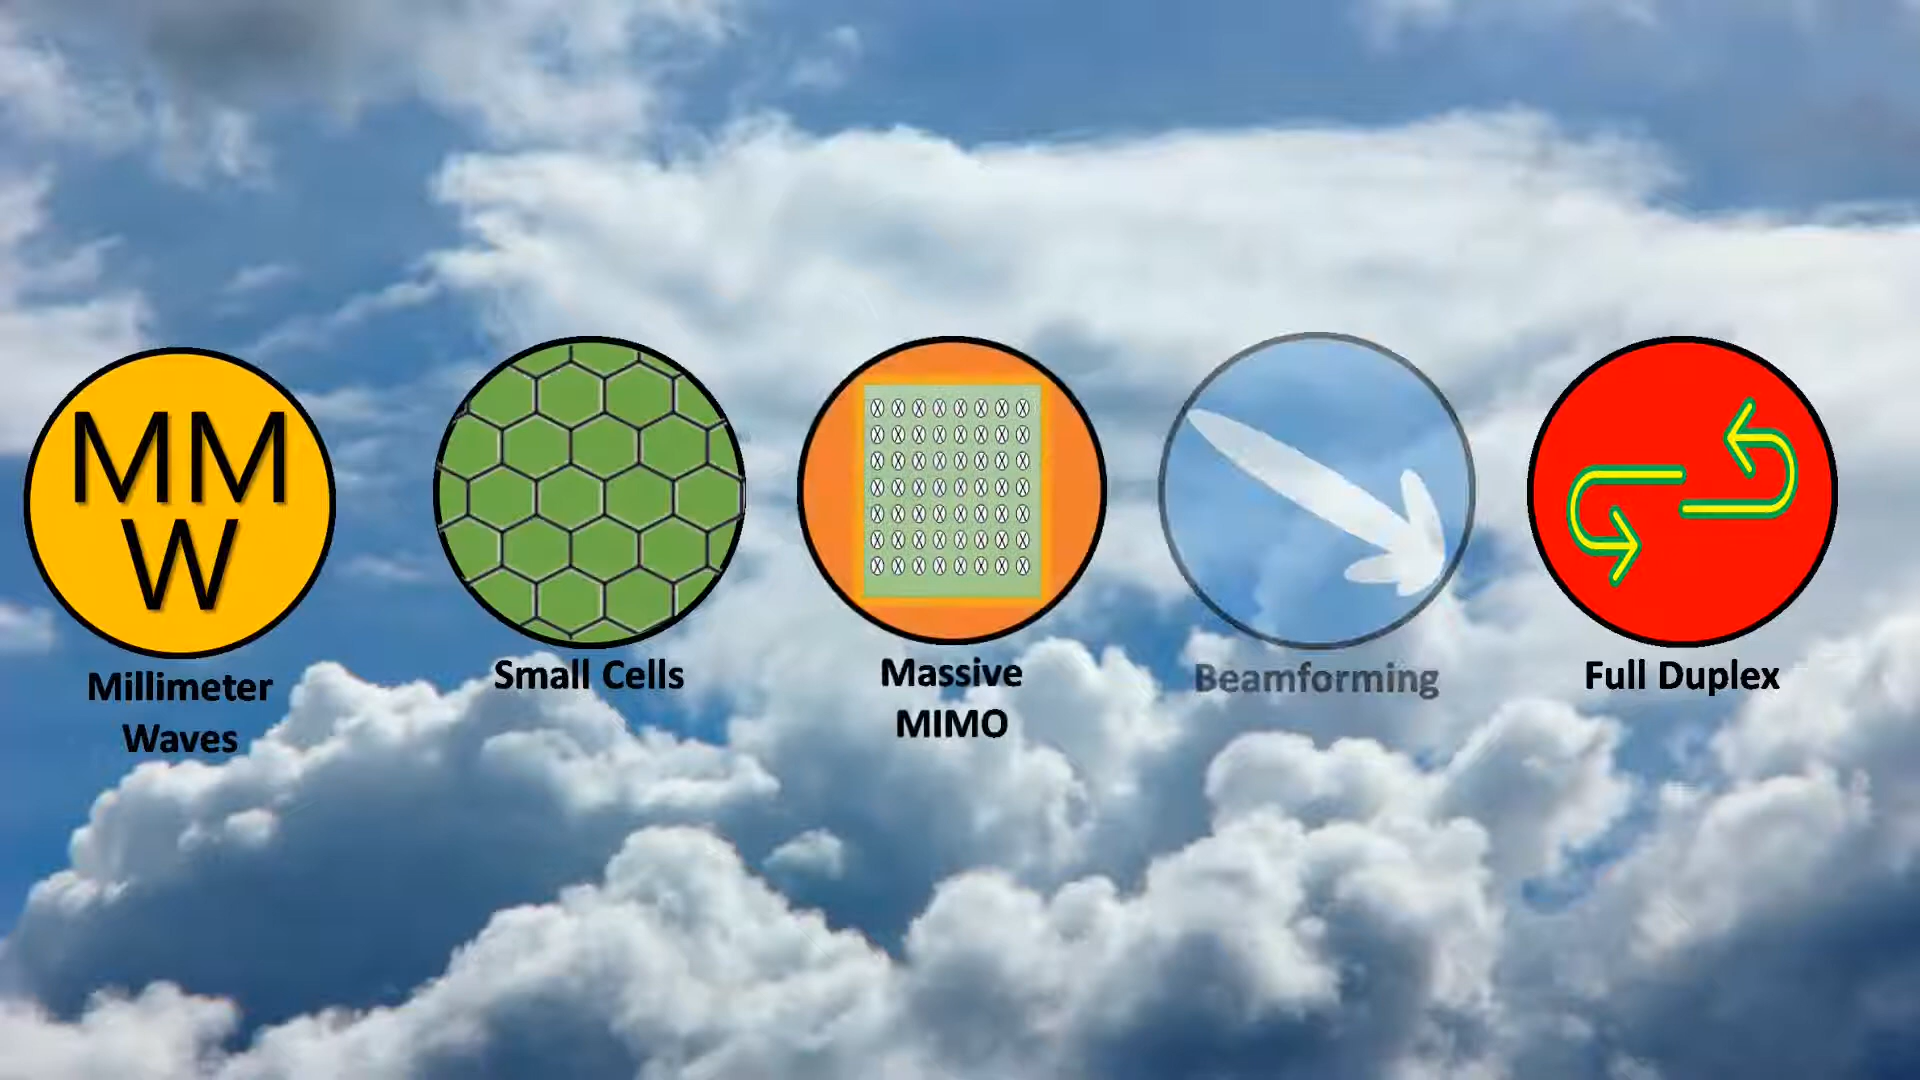 MM
W
Millimeter
Waves
Small Cells
Massive
MIMO
Beamforming
Full Duplex